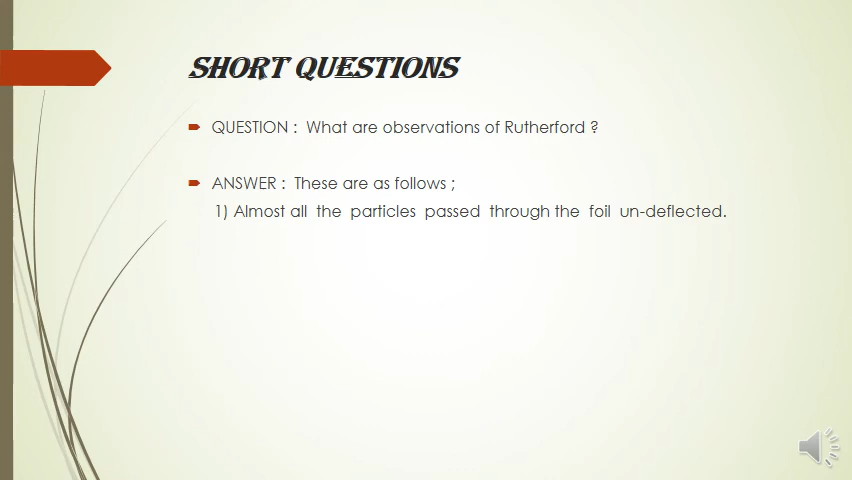 SHORT QUESTIONS
QUESTION : What are observations of Rutherford ?
ANSWER : These are as follows ;
1) Almost all the particles passed through the foil un-deflected.